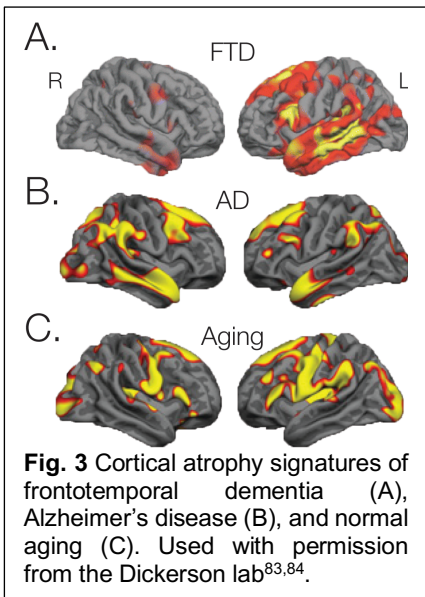 A.
FTD
R
L
B.
AD
C.
Aging
Fig. 3 Cortical atrophy signatures of
frontotemporal dementia (A),
Alzheimer's disease (B), and normal
aging (C). Used with permission
from the Dickerson lab83,84.